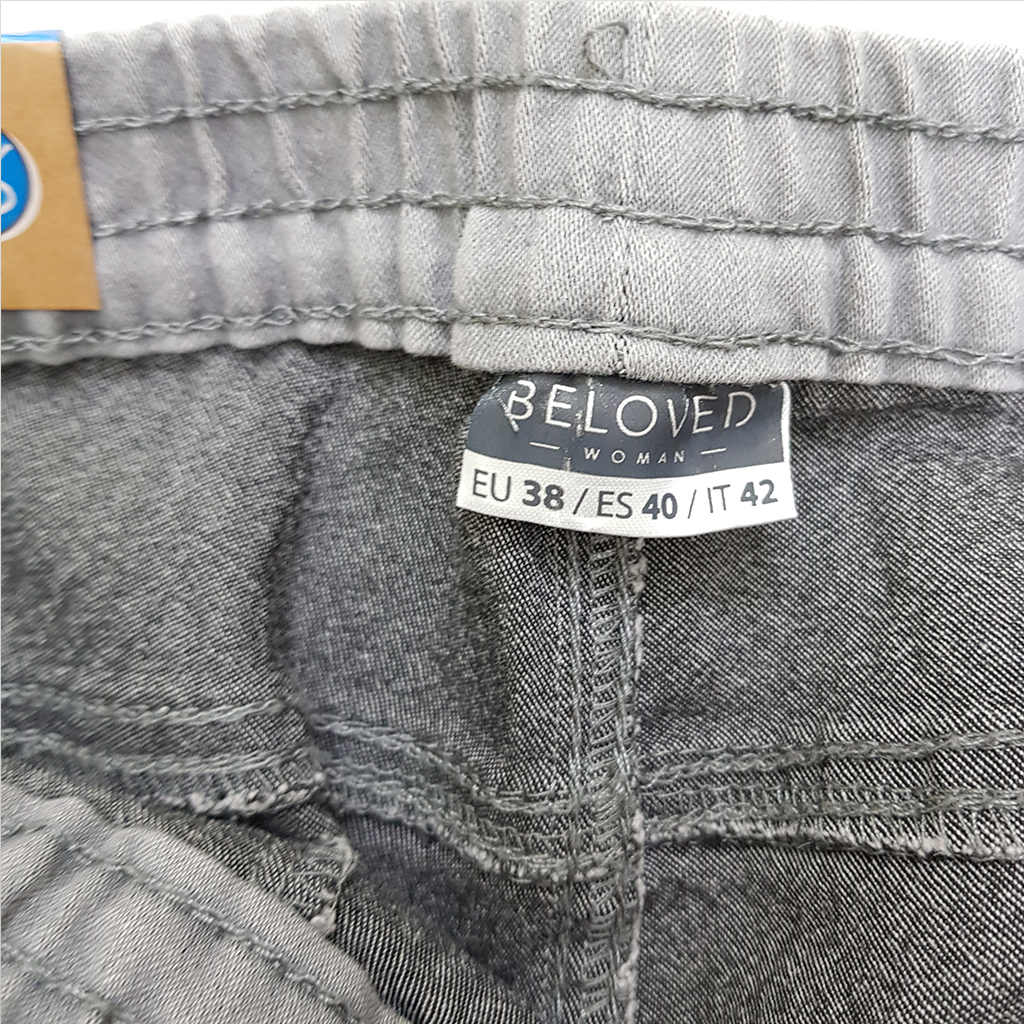 BELOVED
— WOMAN —
EU 38 / ES 40 / IT 42